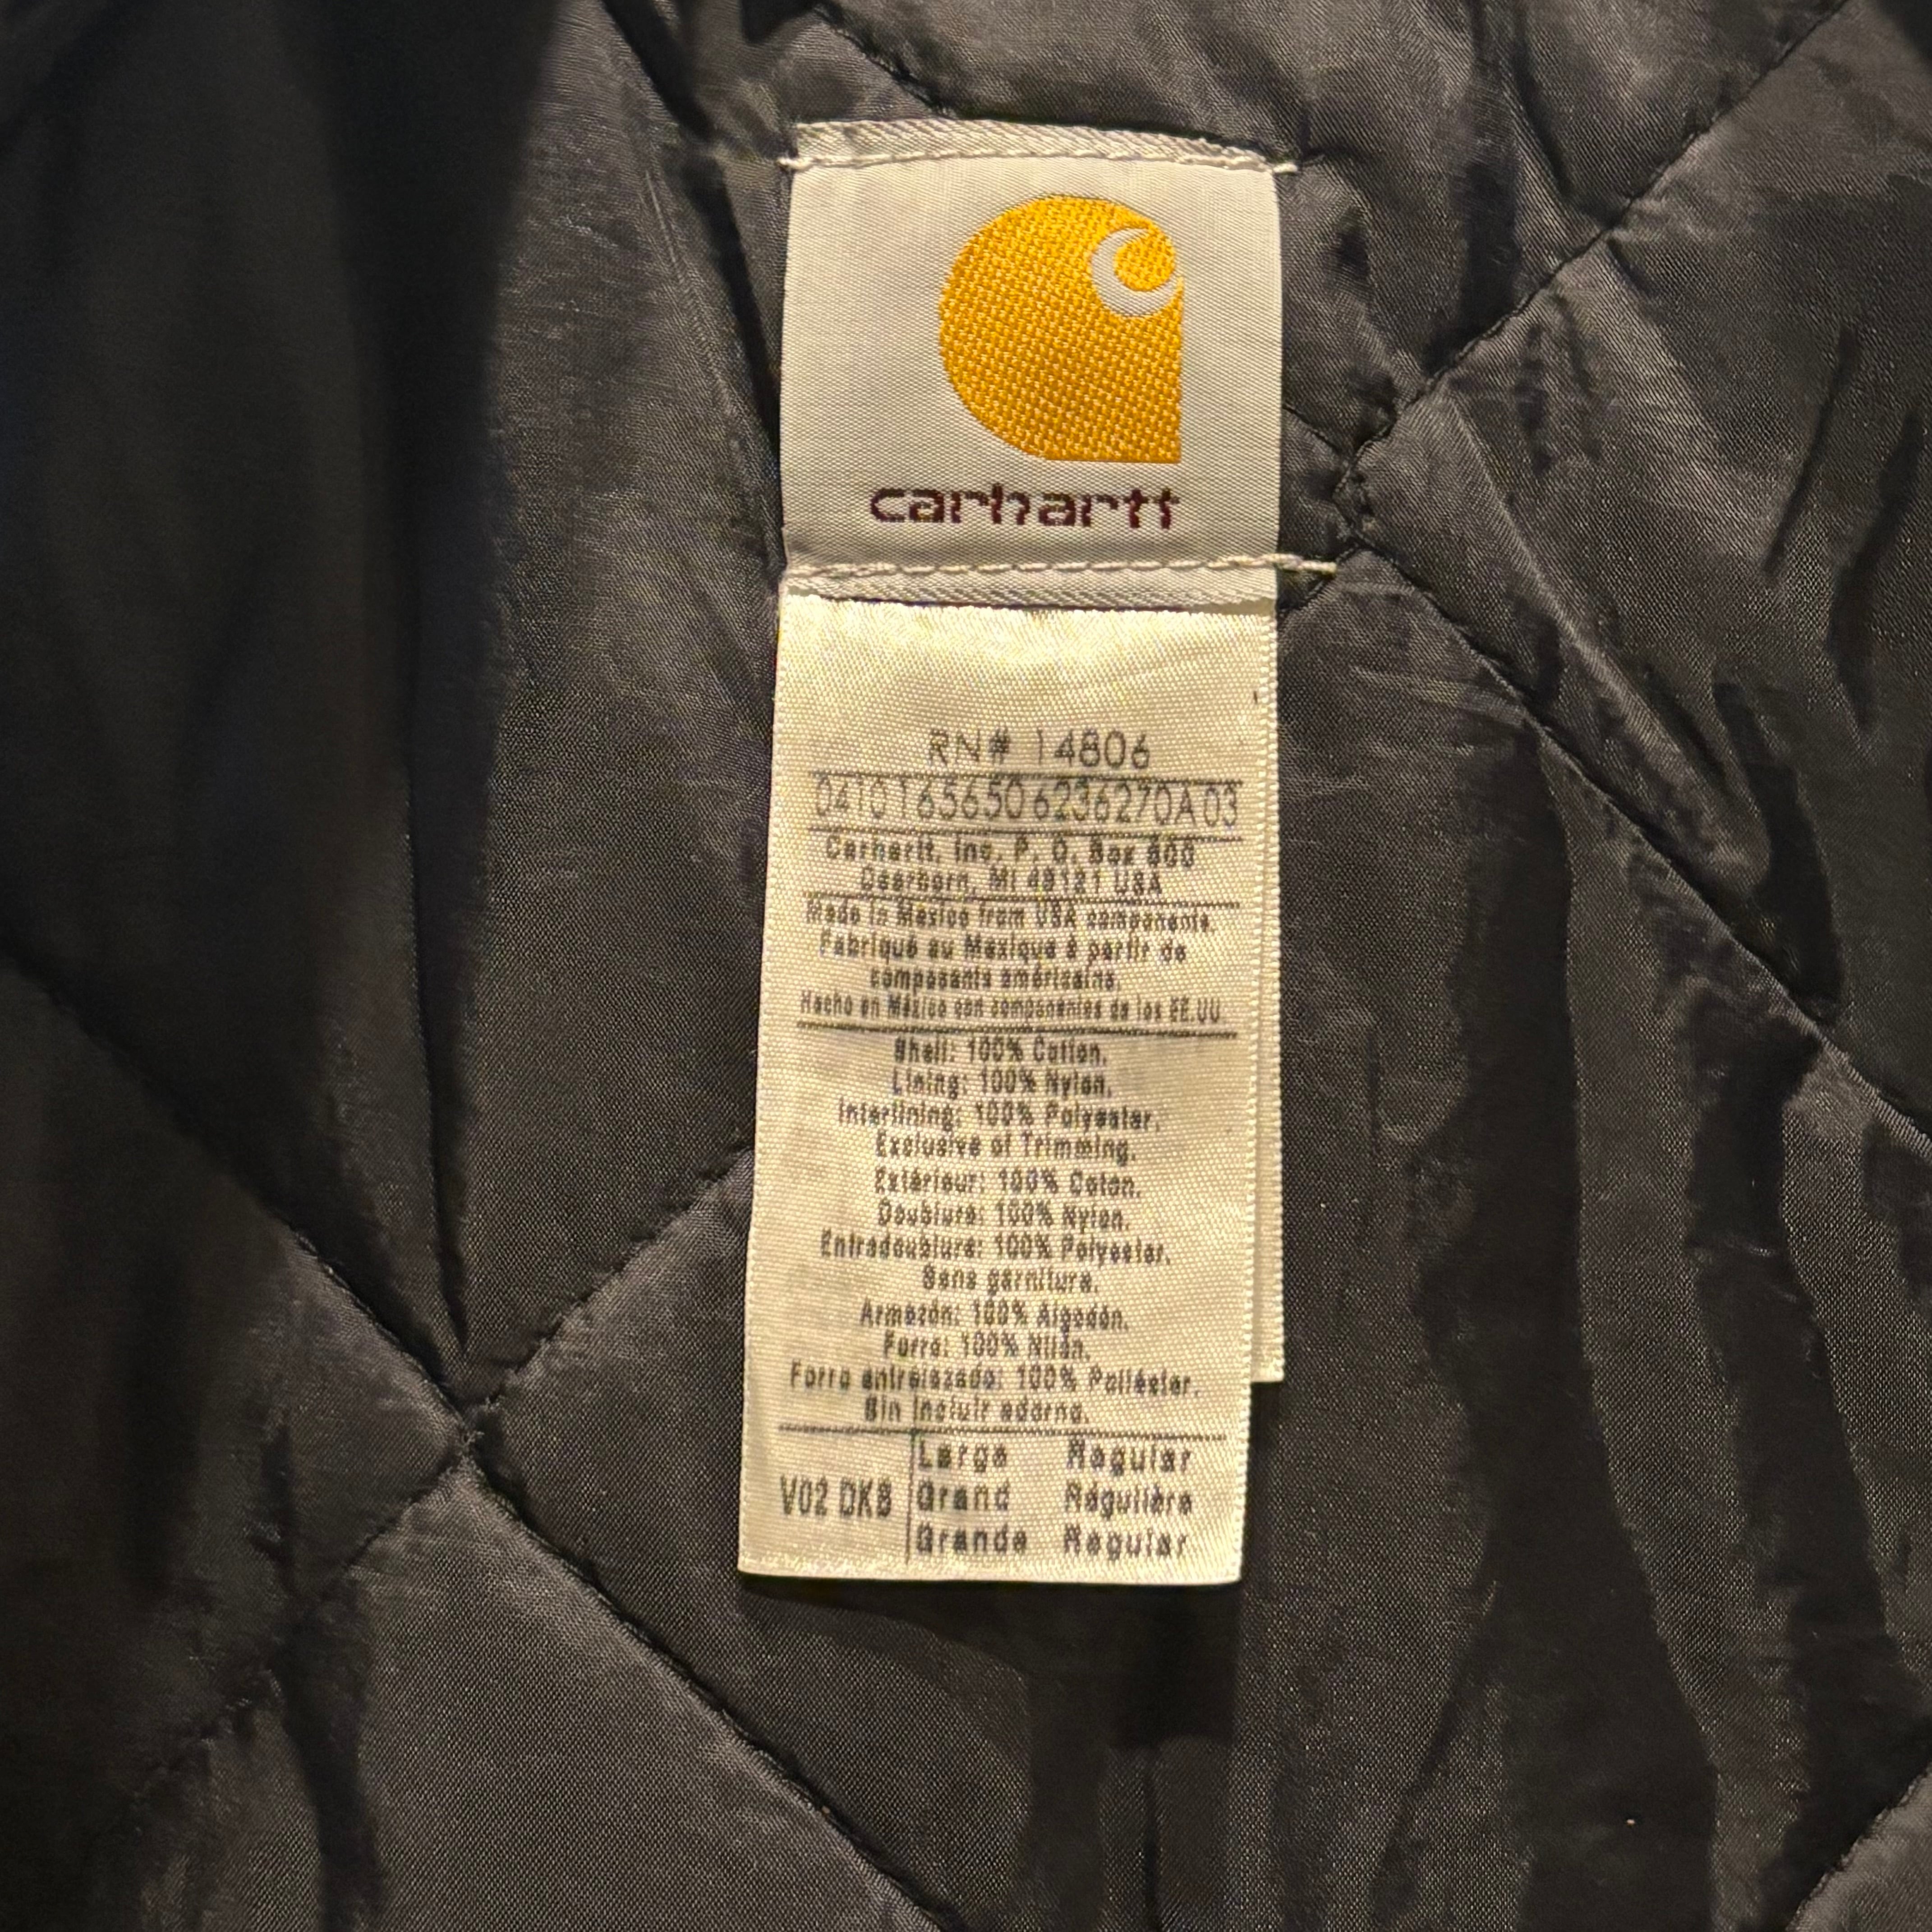 carhartt
RN# 14806
0410165650 6236270A03
Carhartt, Inc. P. O. Box 600
Dearborn, MI 48121 USA
Made in Mexico from USA components.
Fabriqué au Mexique à partir de
composants américains.
Hecho en México con componentes de los EE.UU.
Shell: 100% Cotton.
Lining: 100% Nylon.
Interlining: 100% Polyester.
Exclusive of Trimming.
Extérieur: 100% Coton.
Doublure: 100% Nylon.
Entredoublure: 100% Polyester.
Sans garniture.
Armazón: 100% Algodón.
Forro: 100% Nilón.
Forro entrelazado: 100% Poliéster.
Sin incluir adorno.
V02 DKB
Large Regular
Grand Régulière
Grande Regular